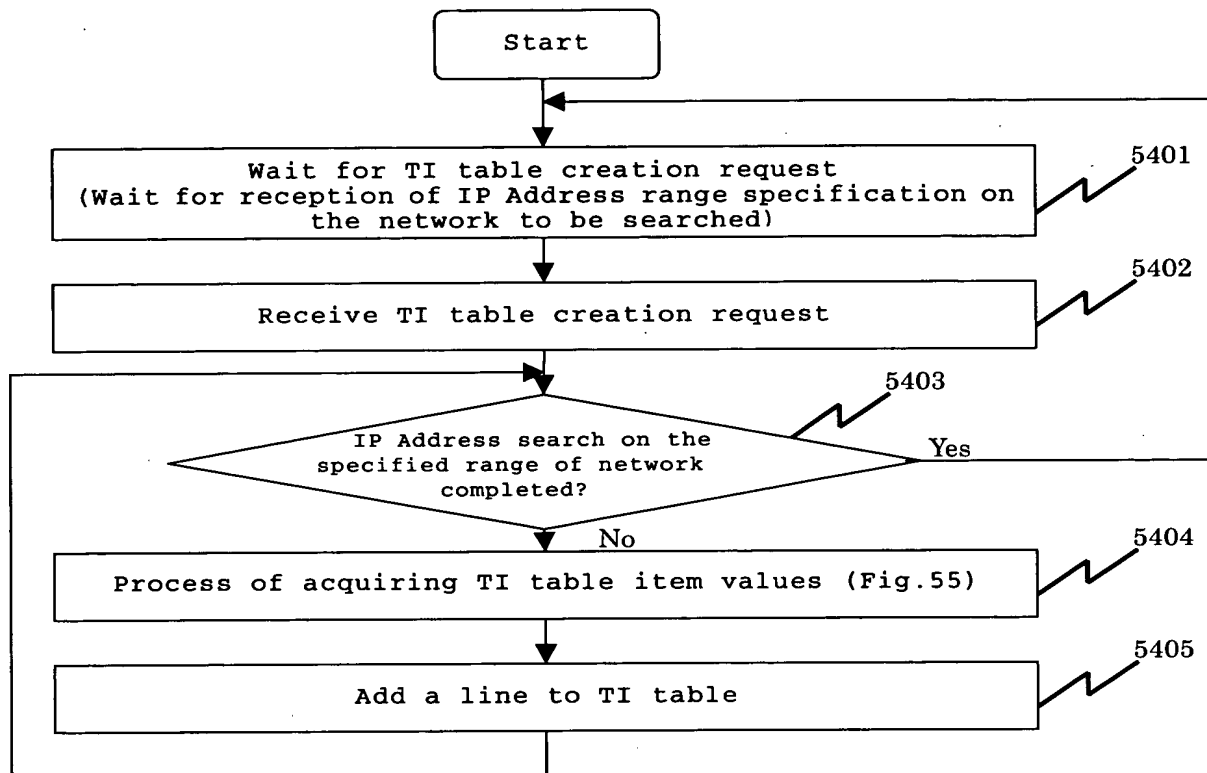 Start
Wait for TI table creation request
(Wait for reception of IP Address range specification on
the network to be searched)
5401
5402
Receive TI table creation request
5403
IP Address search on the
specified range of network
completed?
Yes
No
5404
Process of acquiring TI table item values (Fig.55)
5405
Add a line to TI table